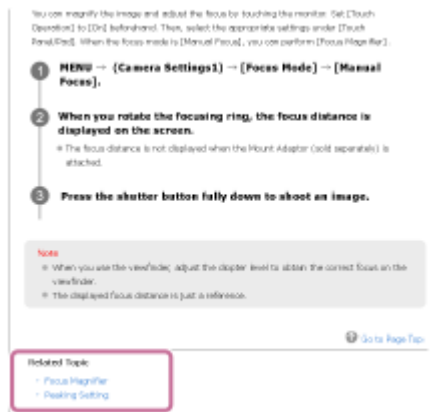 You can magnify the image and adjust the focus by touching the monitor. Set [Touch
Operation] to [On] beforehand. Then, select the appropriate settings under [Touch
Panel/Pad]. When the focus mode is [Manual Focus], you can perform [Focus Magnifier].
1 MENU → (Camera Settings1) → [Focus Mode] → [Manual
Focus].
2 When you rotate the focusing ring, the focus distance is
displayed on the screen.
The focus distance is not displayed when the Mount Adaptor (sold separately) is
attached.
3 Press the shutter button fully down to shoot an image.
Note
When you use the viewfinder, adjust the diopter level to obtain the correct focus on the
viewfinder.
The displayed focus distance is just a reference.
Go to Page Top
Related Topic
Focus Magnifier
Peaking Setting